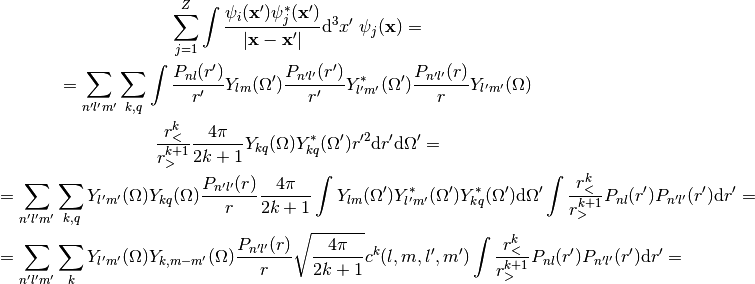 \sum_{j=1}^{Z} \int \frac{\psi_i(\mathbf{x}')\psi_j^*(\mathbf{x}')}{|\mathbf{x}-\mathbf{x}'|} \mathrm{d}^3x' \; \psi_j(\mathbf{x}) =
= \sum_{n'l'm'} \sum_{k,q} \int \frac{P_{nl}(r')}{r'} Y_{lm}(\Omega') \frac{P_{n'l'}(r')}{r'} Y_{l'm'}^*(\Omega') \frac{P_{n'l'}(r)}{r} Y_{l'm'}(\Omega)
\frac{r_<^k}{r_>^{k+1}} \frac{4\pi}{2k+1} Y_{kq}(\Omega) Y_{kq}^*(\Omega') r'^2 \mathrm{d}r' \mathrm{d}\Omega' =
= \sum_{n'l'm'} \sum_{k,q} Y_{l'm'}(\Omega) Y_{kq}(\Omega) \frac{P_{n'l'}(r)}{r} \frac{4\pi}{2k+1} \int Y_{lm}(\Omega') Y_{l'm'}^*(\Omega') Y_{kq}^*(\Omega') \mathrm{d}\Omega' \int \frac{r_<^k}{r_>^{k+1}} P_{nl}(r') P_{n'l'}(r') \mathrm{d}r' =
= \sum_{n'l'm'} \sum_{k} Y_{l'm'}(\Omega) Y_{k,m-m'}(\Omega) \frac{P_{n'l'}(r)}{r} \sqrt{\frac{4\pi}{2k+1}} c^k(l,m,l',m') \int \frac{r_<^k}{r_>^{k+1}} P_{nl}(r') P_{n'l'}(r') \mathrm{d}r' =